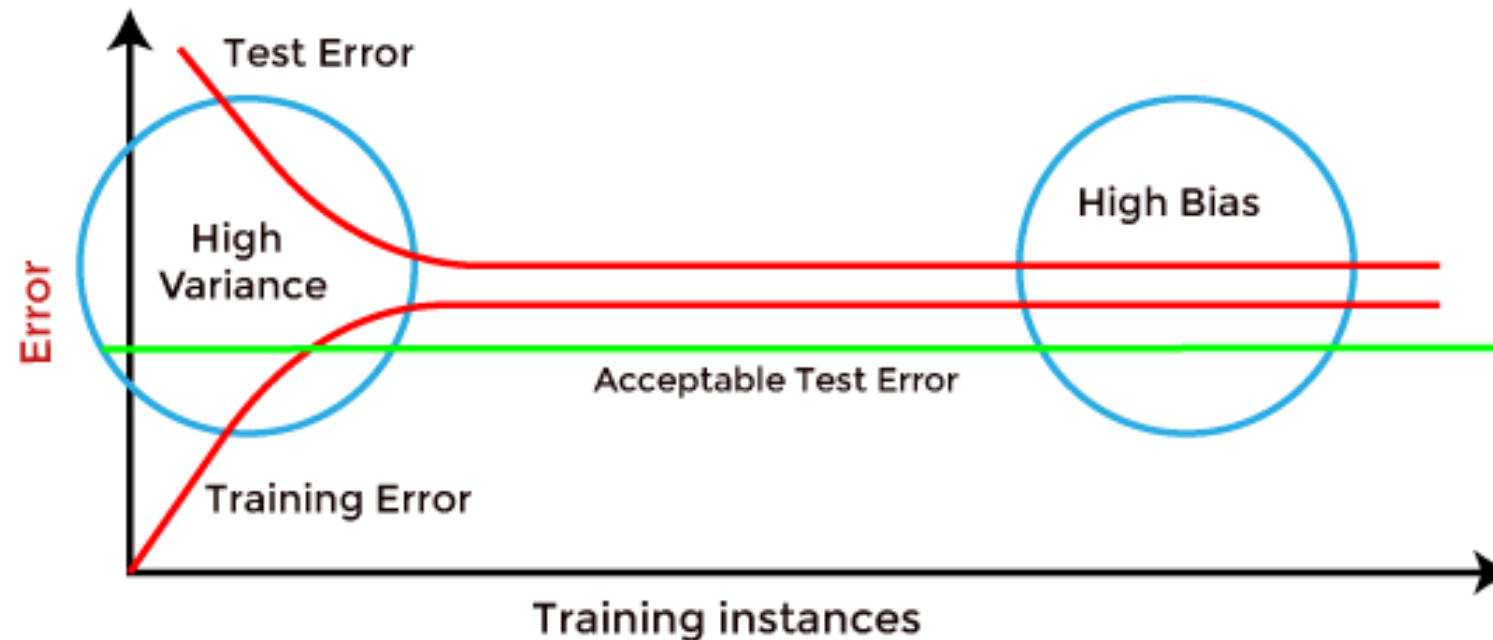 Test Error
High Bias
High
Variance
Error
Acceptable Test Error
Training Error
Training instances